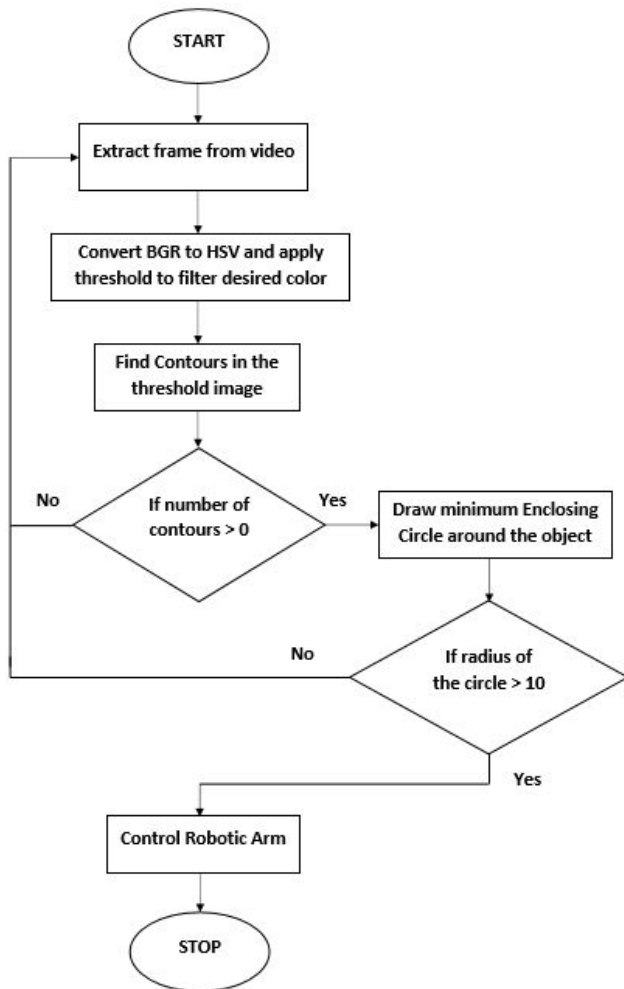 START
Extract frame from video
Convert BGR to HSV and apply
threshold to filter desired color
Find Contours in the
threshold image
No
If number of
contours > 0
Yes
Draw minimum Enclosing
Circle around the object
No
If radius of
the circle > 10
Yes
Control Robotic Arm
STOP